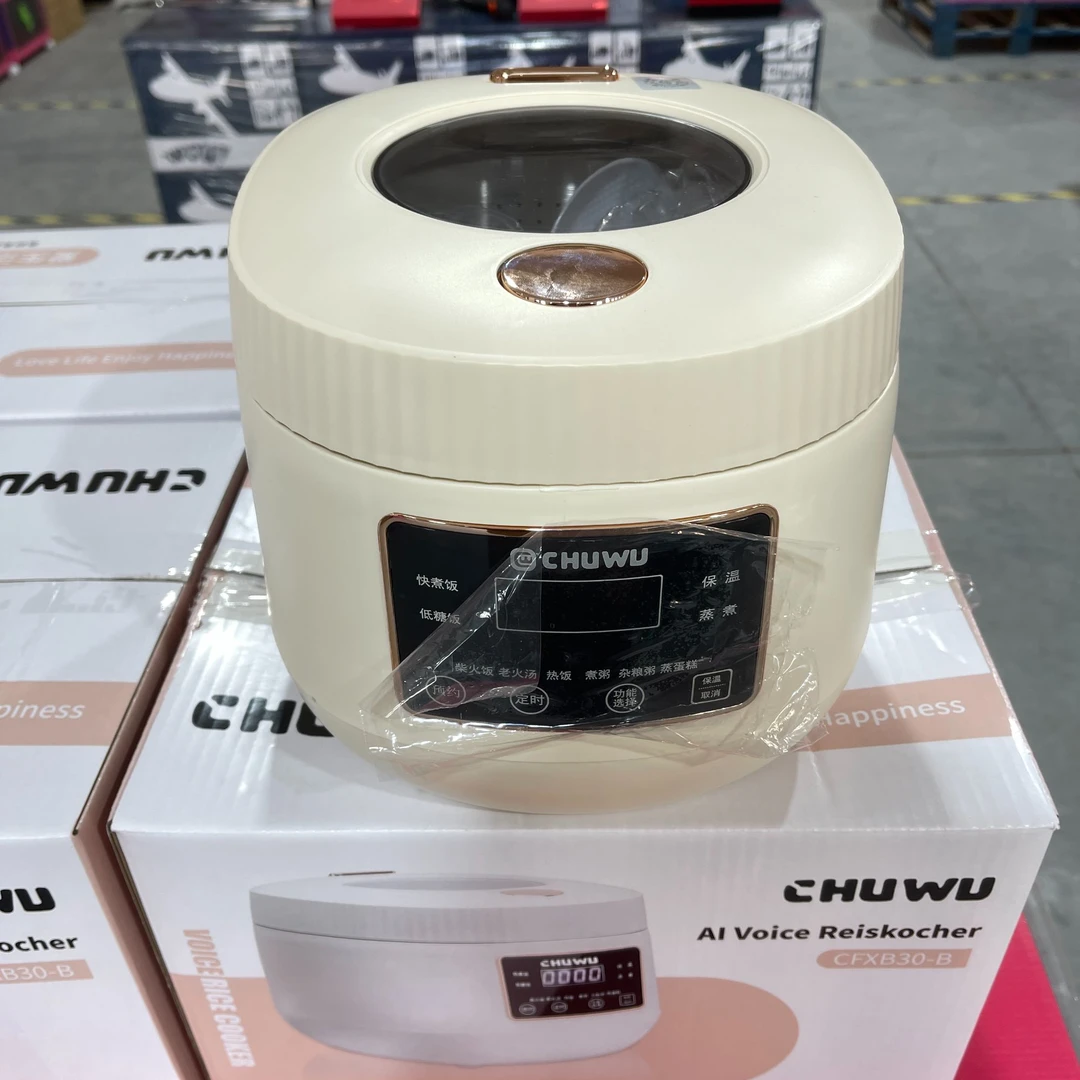 CHUWU
快煮饭
保温
低糖饭
蒸煮
柴火饭 老火汤 热饭 煮粥 杂粮粥 蒸蛋糕
预约
定时
功能
选择
保温
取消
CHUWU
Love Life Enjoy Happiness
CHUWU
Happiness
CHUWU
AI Voice Reiskocher
CFXB30-B
VOICE RICE COOKER
CHUWU
0000